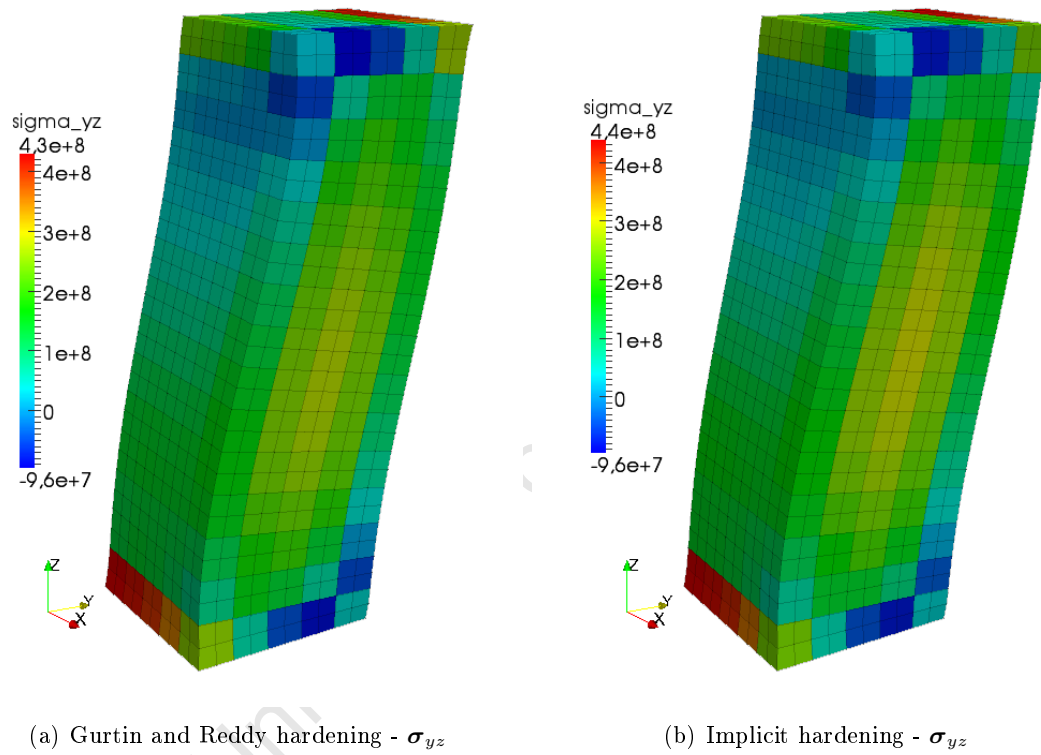 sigma_yz
4,3e+8
4e+8
3e+8
2e+8
1e+8
0
-9,6e+7
Z
Y
X
(a) Gurtin and Reddy hardening - σyz
sigma_yz
4,4e+8
4e+8
3e+8
2e+8
1e+8
0
-9,6e+7
Z
Y
X
(b) Implicit hardening - σyz